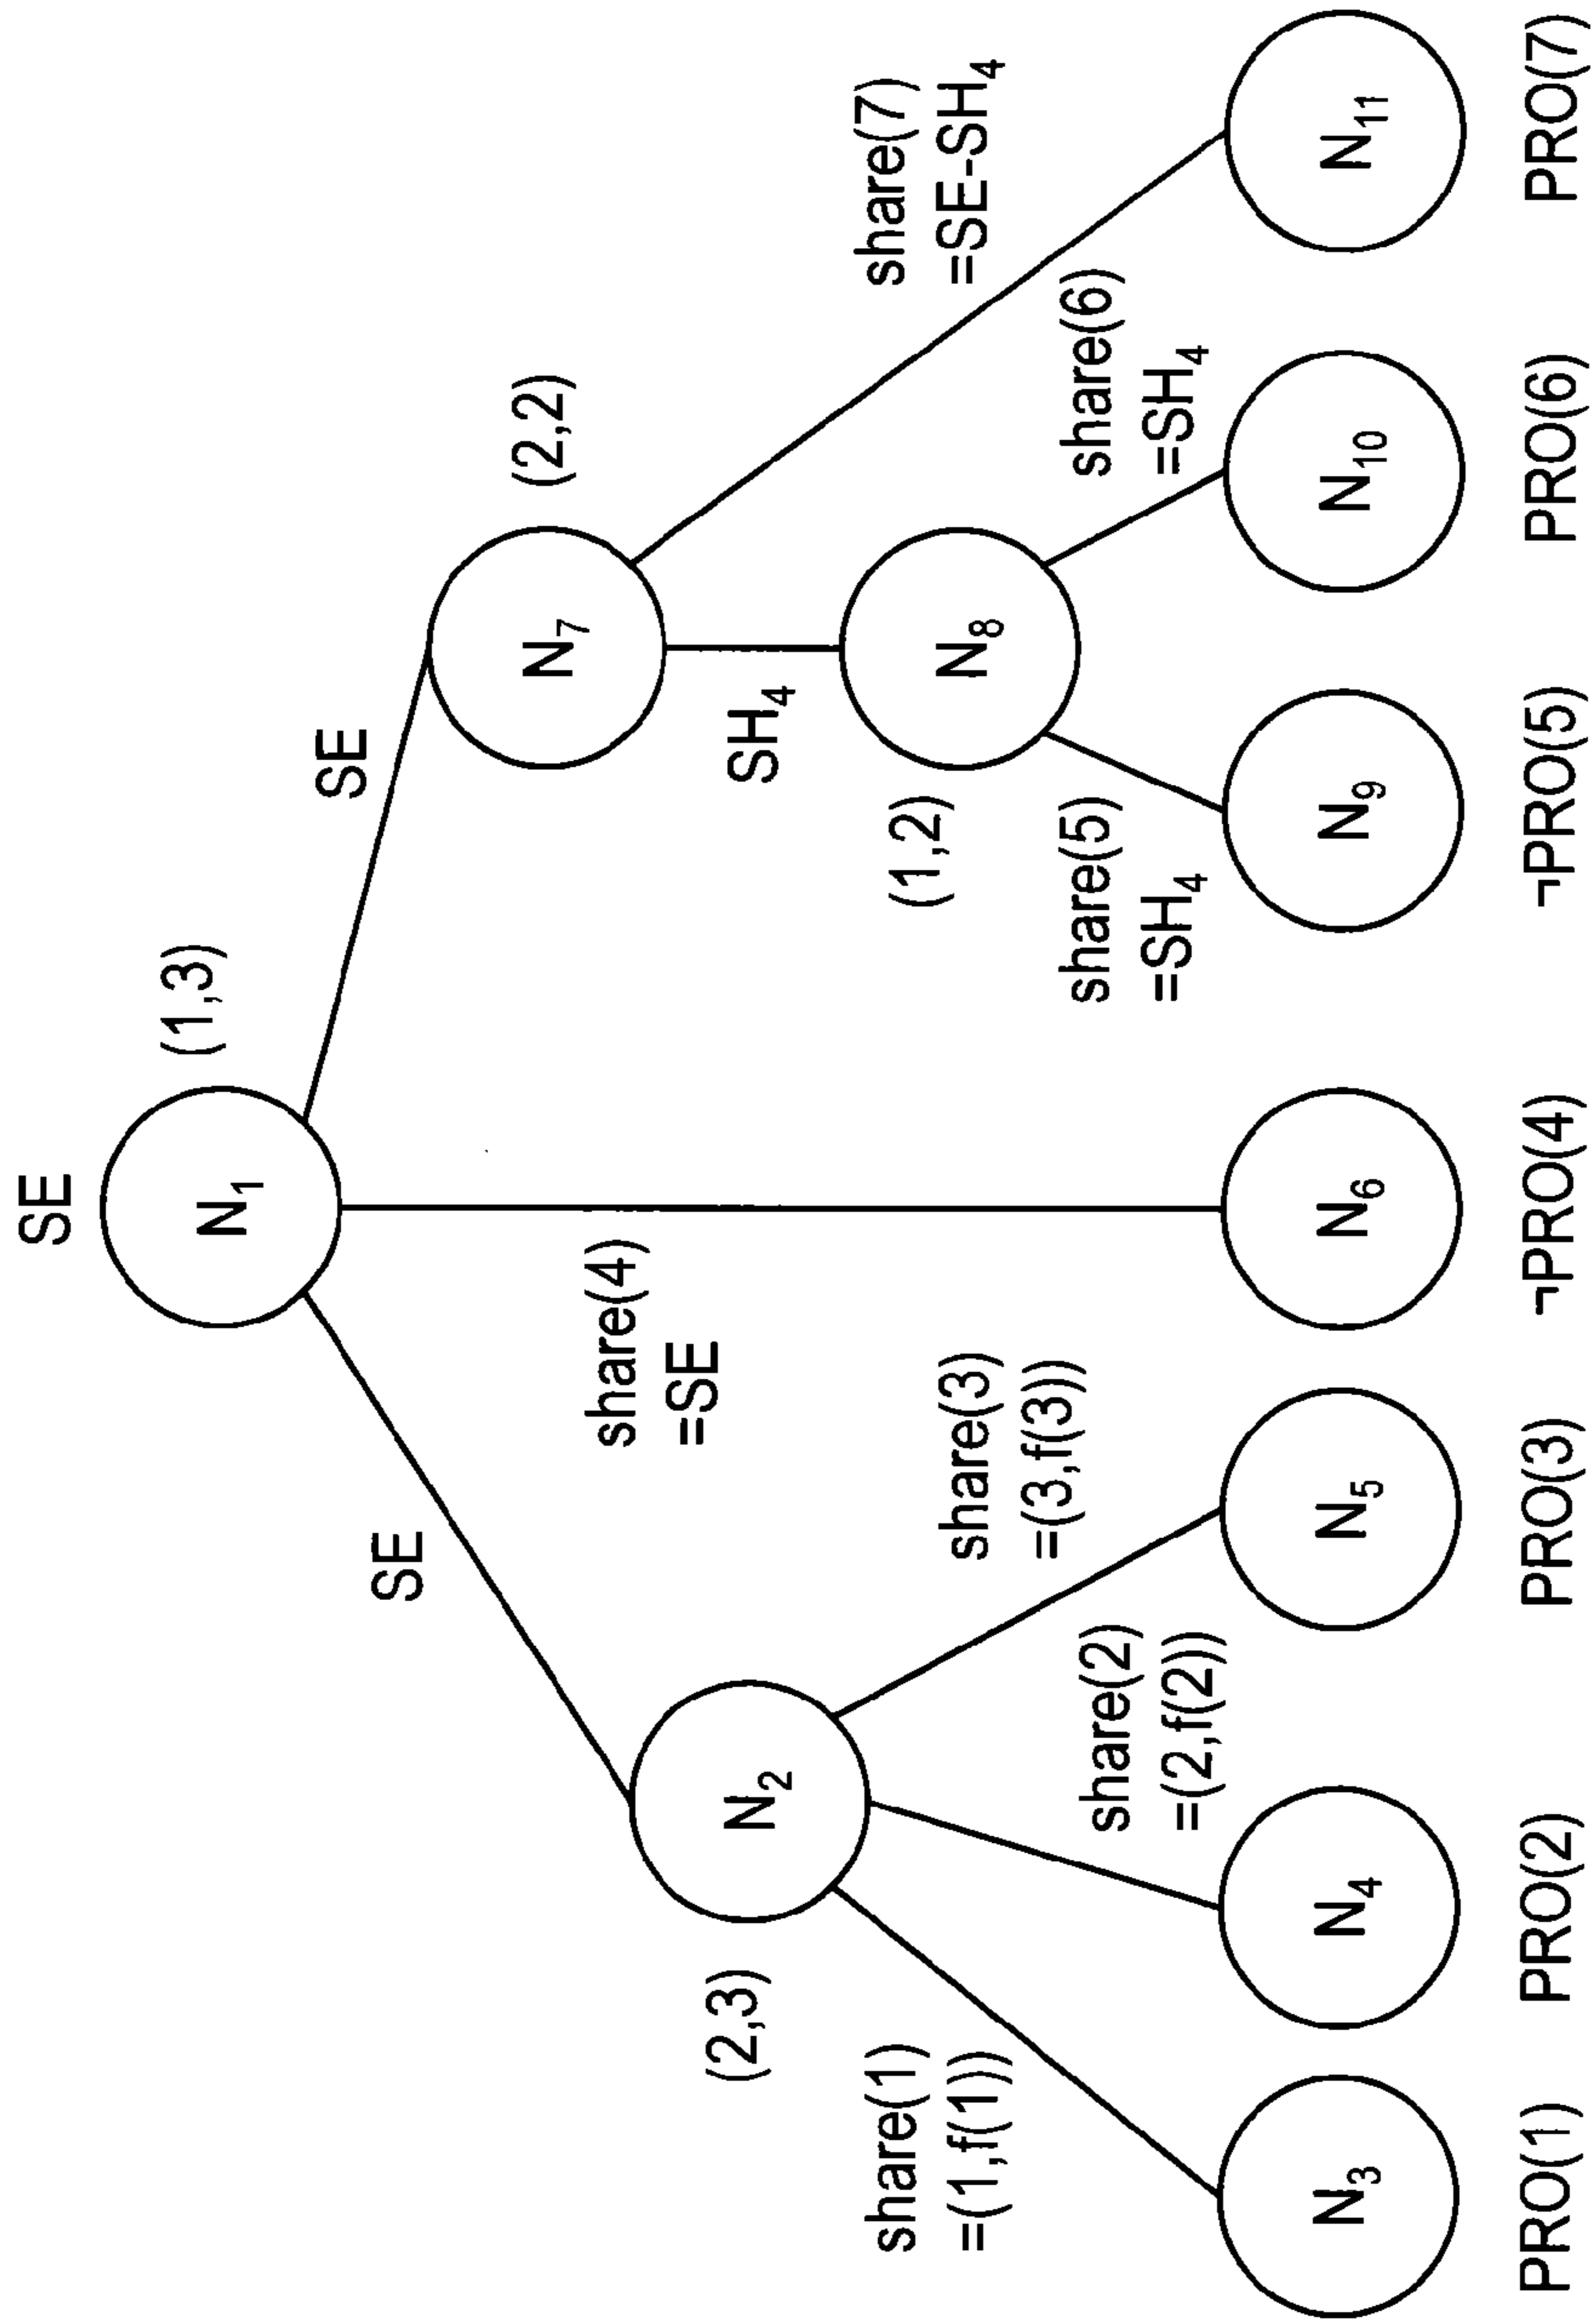 SE
N1
(1,3)
SE
SE
N2
(2,3)
share(4)
=SE
N7
(2,2)
share(1)
=(1,f(1))
share(2)
=(2,f(2))
share(3)
=(3,f(3))
SH4
share(7)
=SE-SH4
(1,2)
N8
share(5)
=SH4
share(6)
=SH4
N3
N4
N5
N6
N9
N10
N11
PRO(1)
PRO(2)
PRO(3)
¬PRO(4)
¬PRO(5)
PRO(6)
PRO(7)